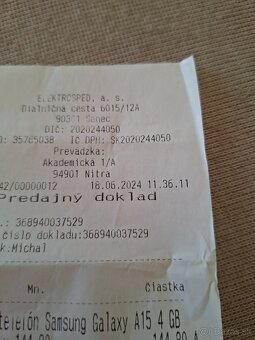 ELEKTROSPED, a. s.
Diaľničná cesta 6015/12A
90301 Senec
DIČ: 2020244050
O: 35765038 IČ DPH: SK2020244050
Prevádzka:
Akademická 1/A
94901 Nitra
42/00000012 18.06.2024 11.36.11
Predajný doklad
.: 368940037529
číslo dokladu:368940037529
k.Michal
Mn. Čiastka
telefón Samsung Galaxy A15 4 GB